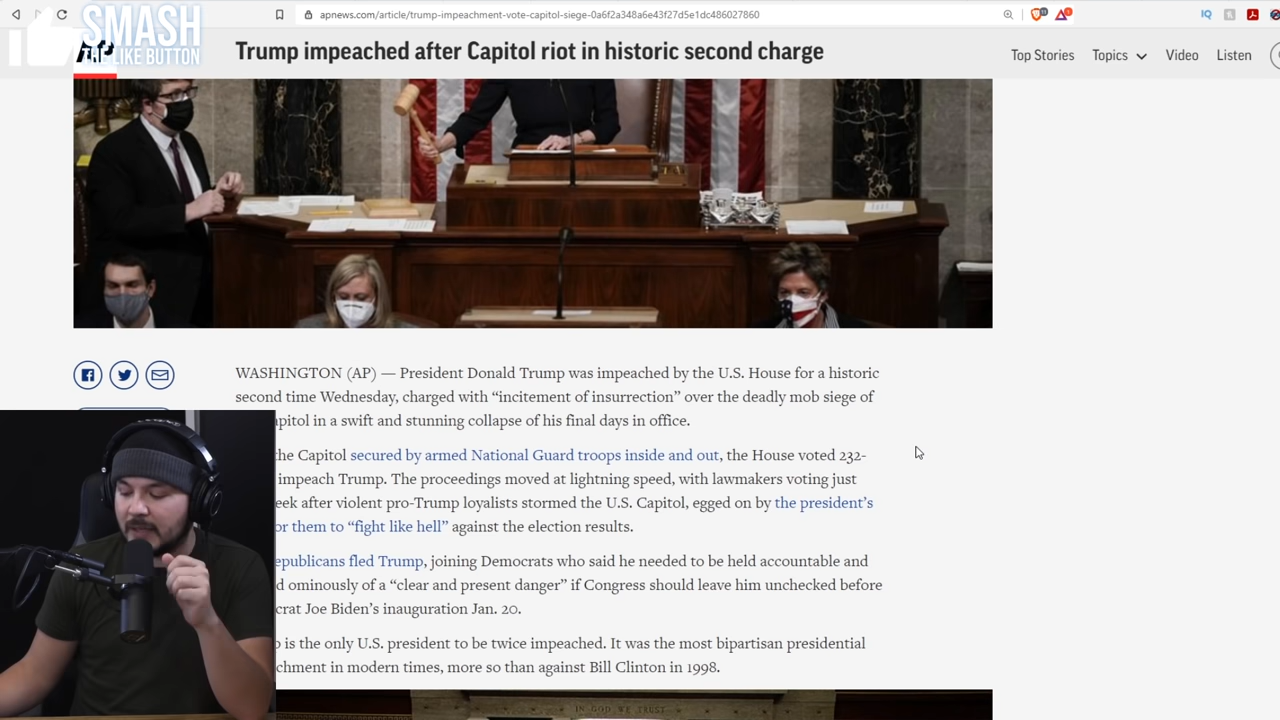 SMASH
THE LIKE BUTTON
apnews.com/article/trump-impeachment-vote-capitol-siege-0a6f2a348a6e43f27d5e1dc486027860
IQ
AP
Trump impeached after Capitol riot in historic second charge
Top Stories Topics Video Listen
WASHINGTON (AP) — President Donald Trump was impeached by the U.S. House for a historic
second time Wednesday, charged with “incitement of insurrection” over the deadly mob siege of
apitol in a swift and stunning collapse of his final days in office.
the Capitol secured by armed National Guard troops inside and out, the House voted 232-
impeach Trump. The proceedings moved at lightning speed, with lawmakers voting just
eek after violent pro-Trump loyalists stormed the U.S. Capitol, egged on by the president’s
or them to “fight like hell” against the election results.
epublicans fled Trump, joining Democrats who said he needed to be held accountable and
d ominously of a “clear and present danger” if Congress should leave him unchecked before
crat Joe Biden’s inauguration Jan. 20.
p is the only U.S. president to be twice impeached. It was the most bipartisan presidential
chment in modern times, more so than against Bill Clinton in 1998.
IN GOD WE TRUST